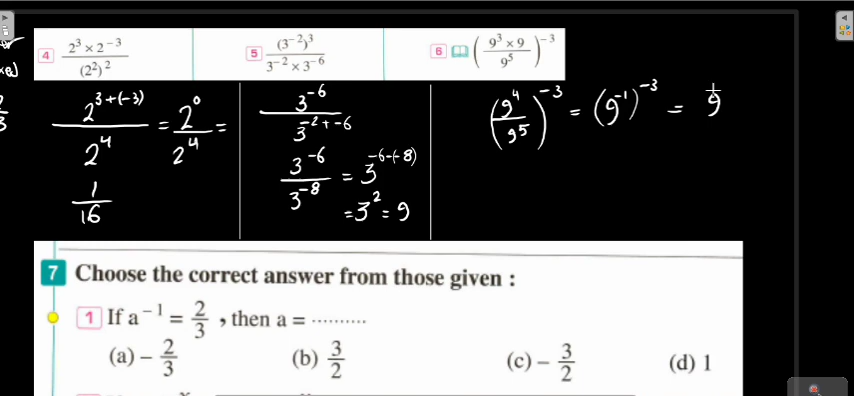 4 2³ × 2⁻³ / (2²)²
5 (3⁻²)³ / 3⁻² × 3⁻⁶
6 (9³ × 9 / 9⁵)⁻³
2³⁺⁽⁻³⁾ / 2⁴ = 2⁰ / 2⁴ =
1 / 16
3⁻⁶ / 3⁻²⁺⁻⁶
3⁻⁶ / 3⁻⁸ = 3⁻⁶⁻⁽⁻⁸⁾
= 3² = 9
(9⁴ / 9⁵)⁻³ = (9⁻¹)⁻³ =
7 Choose the correct answer from those given :
1 If a⁻¹ = 2/3 , then a = ··········
(a) – 2/3 (b) 3/2 (c) – 3/2 (d) 1